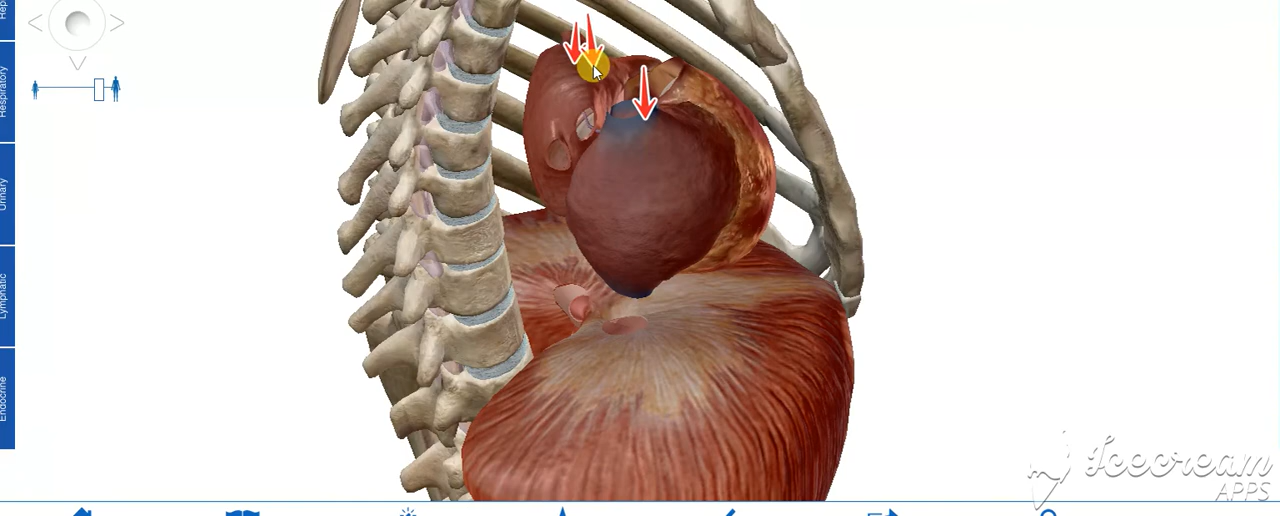 Respiratory
Urinary
Lymphatic
Endocrine
Icecream
APPS